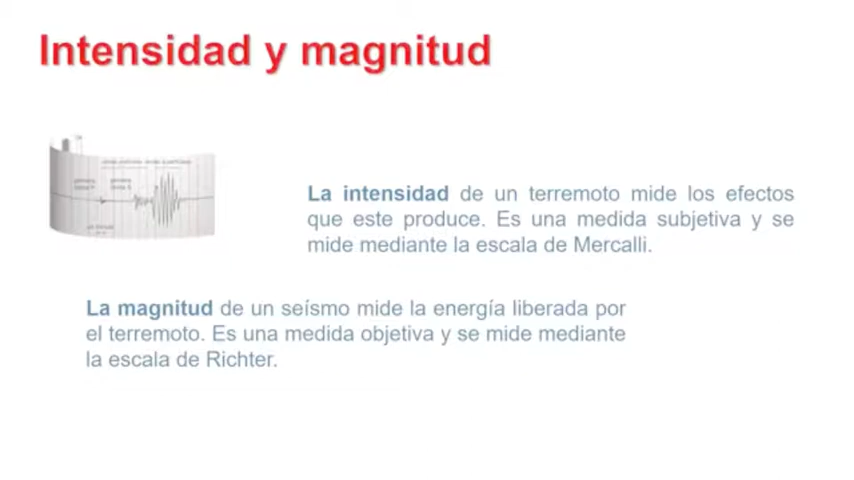 Intensidad y magnitud
La intensidad de un terremoto mide los efectos
que este produce. Es una medida subjetiva y se
mide mediante la escala de Mercalli.
La magnitud de un seísmo mide la energía liberada por
el terremoto. Es una medida objetiva y se mide mediante
la escala de Richter.